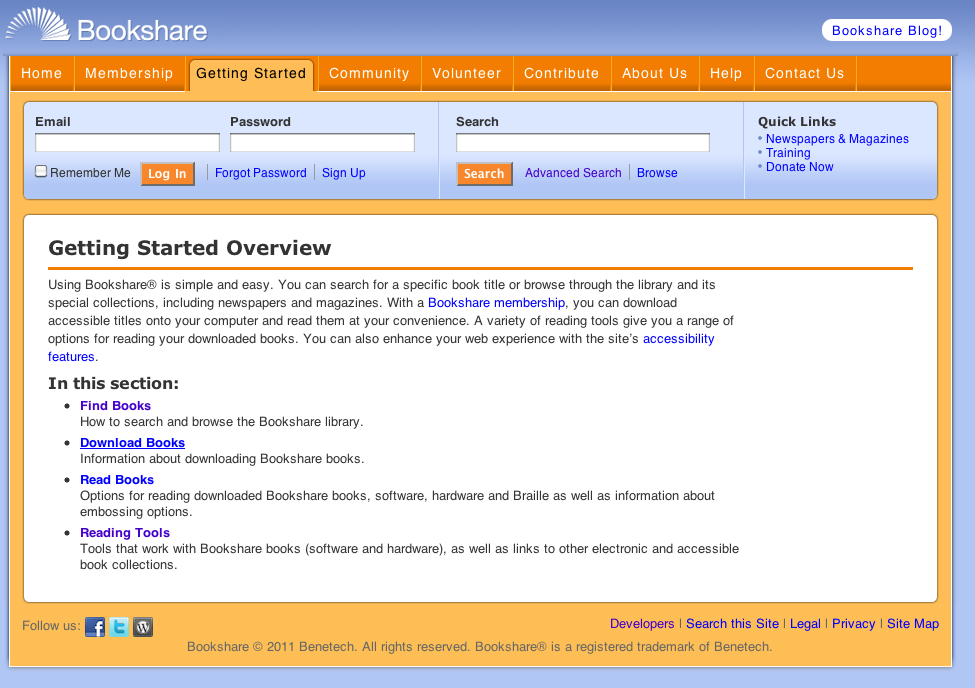 Bookshare
Bookshare Blog!
Home Membership Getting Started Community Volunteer Contribute About Us Help Contact Us
Email Password Search Quick Links
Newspapers & Magazines
Training
Donate Now
Remember Me Log In Forgot Password Sign Up Search Advanced Search Browse
Getting Started Overview
Using Bookshare® is simple and easy. You can search for a specific book title or browse through the library and its
special collections, including newspapers and magazines. With a Bookshare membership, you can download
accessible titles onto your computer and read them at your convenience. A variety of reading tools give you a range of
options for reading your downloaded books. You can also enhance your web experience with the site's accessibility
features.
In this section:
• Find Books
How to search and browse the Bookshare library.
• Download Books
Information about downloading Bookshare books.
• Read Books
Options for reading downloaded Bookshare books, software, hardware and Braille as well as information about
embossing options.
• Reading Tools
Tools that work with Bookshare books (software and hardware), as well as links to other electronic and accessible
book collections.
Follow us: Developers | Search this Site | Legal | Privacy | Site Map
Bookshare © 2011 Benetech. All rights reserved. Bookshare® is a registered trademark of Benetech.